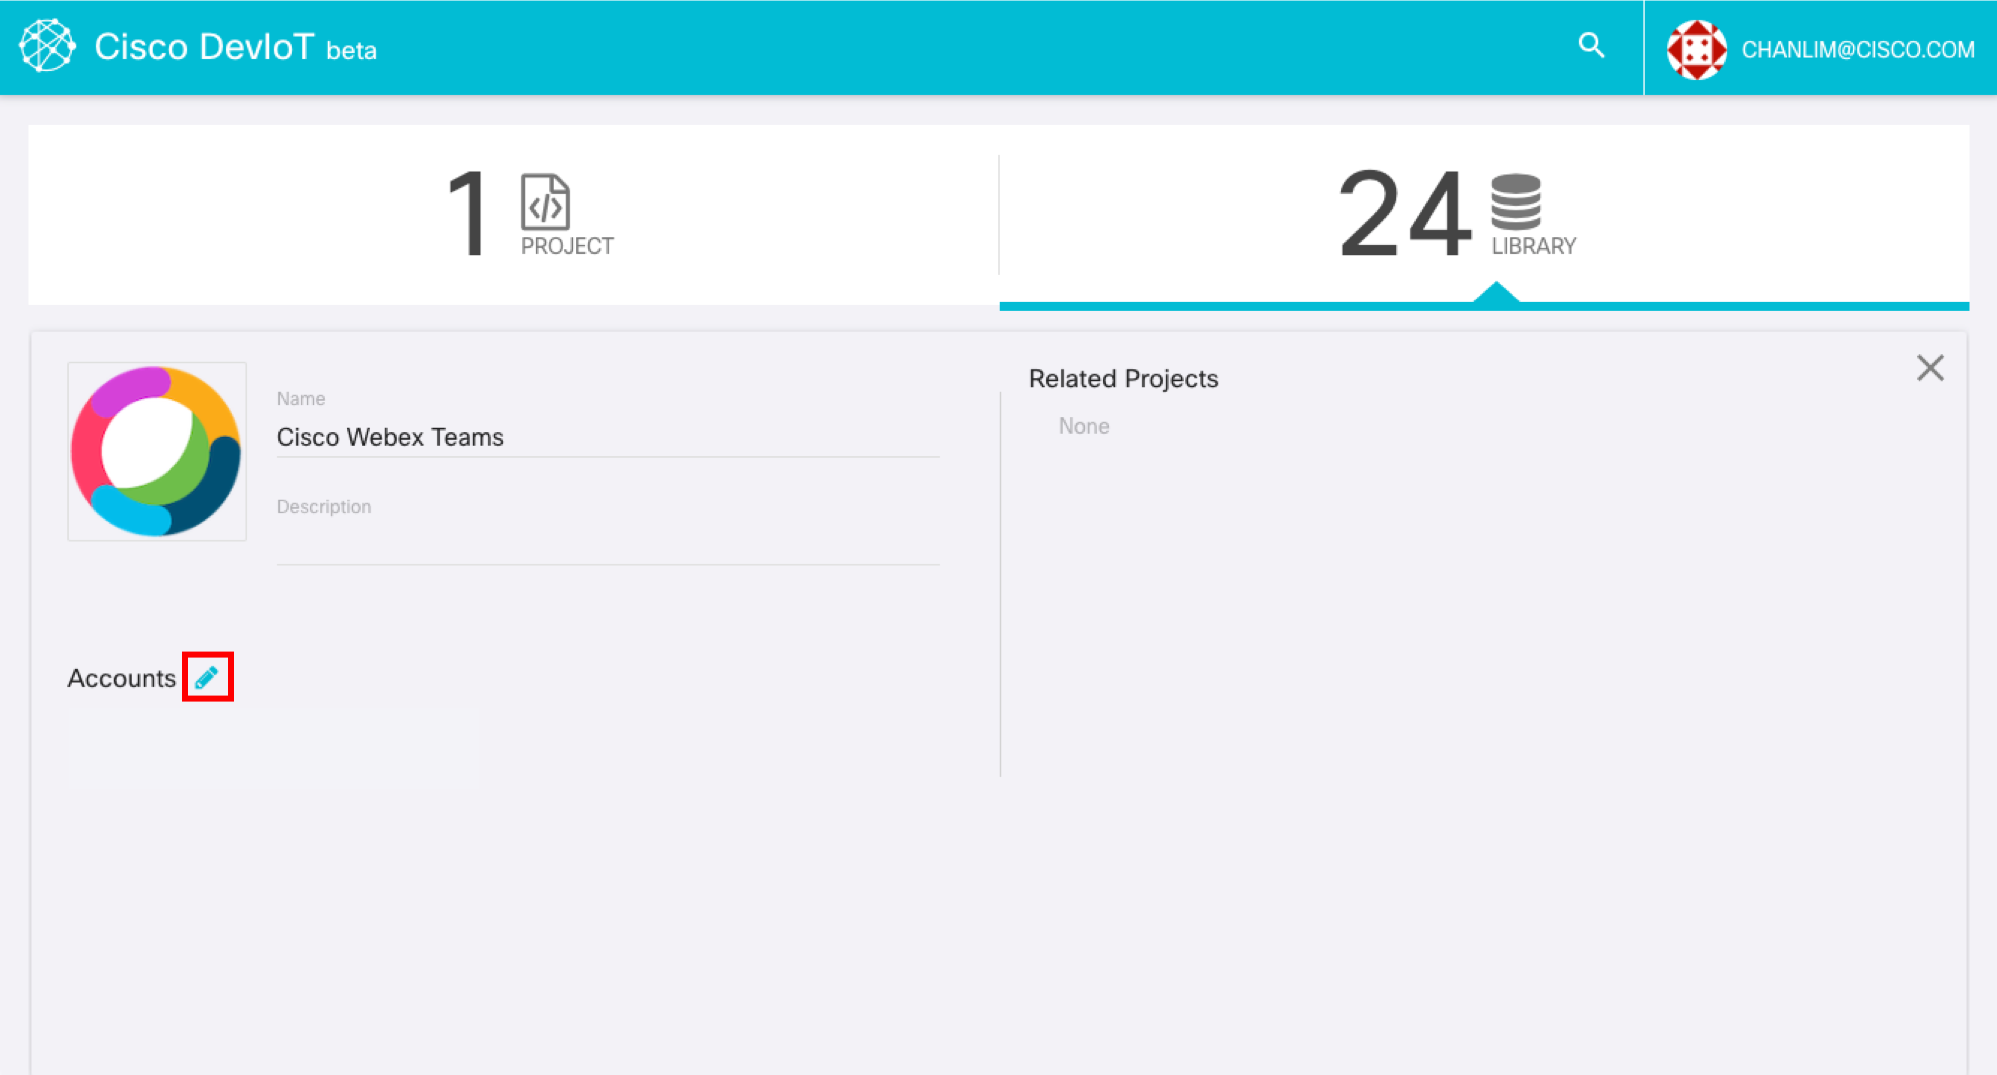 Cisco DevIoT beta
CHANLIM@CISCO.COM
1
PROJECT
24
LIBRARY
Name
Cisco Webex Teams
Description
Accounts
Related Projects
None